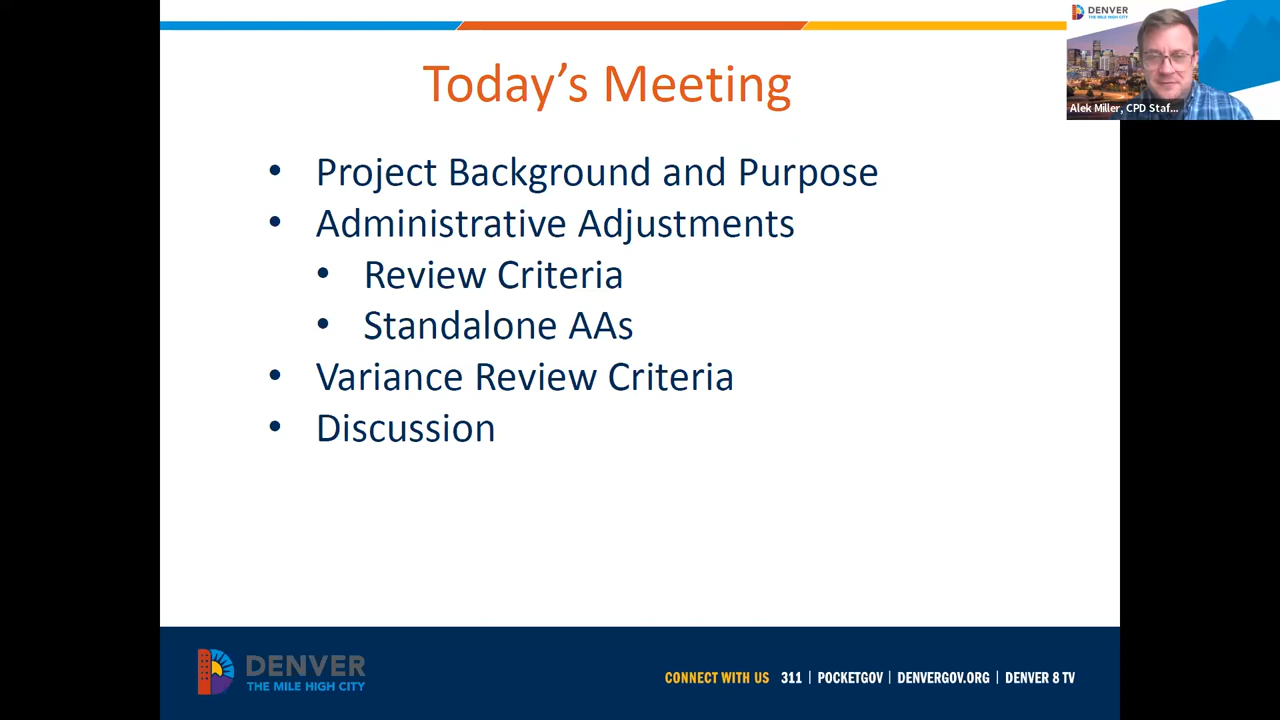 DENVER
THE MILE HIGH CITY
Alek Miller, CPD Staf...
Today's Meeting
• Project Background and Purpose
• Administrative Adjustments
• Review Criteria
• Standalone AAs
• Variance Review Criteria
• Discussion
DENVER
THE MILE HIGH CITY
CONNECT WITH US 311 | POCKETGOV | DENVERGOV.ORG | DENVER 8 TV